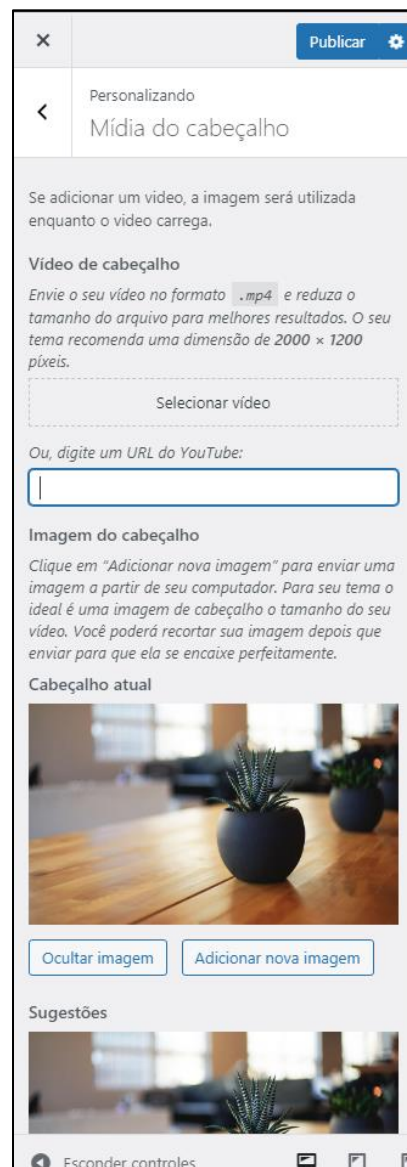 Publicar
Personalizando
Mídia do cabeçalho
Se adicionar um video, a imagem será utilizada
enquanto o video carrega.
Vídeo de cabeçalho
Envie o seu vídeo no formato .mp4 e reduza o
tamanho do arquivo para melhores resultados. O seu
tema recomenda uma dimensão de 2000 × 1200
píxeis.
Selecionar vídeo
Ou, digite um URL do YouTube:
Imagem do cabeçalho
Clique em “Adicionar nova imagem” para enviar uma
imagem a partir de seu computador. Para seu tema o
ideal é uma imagem de cabeçalho o tamanho do seu
vídeo. Você poderá recortar sua imagem depois que
enviar para que ela se encaixe perfeitamente.
Cabeçalho atual
Ocultar imagem Adicionar nova imagem
Sugestões
Esconder controles